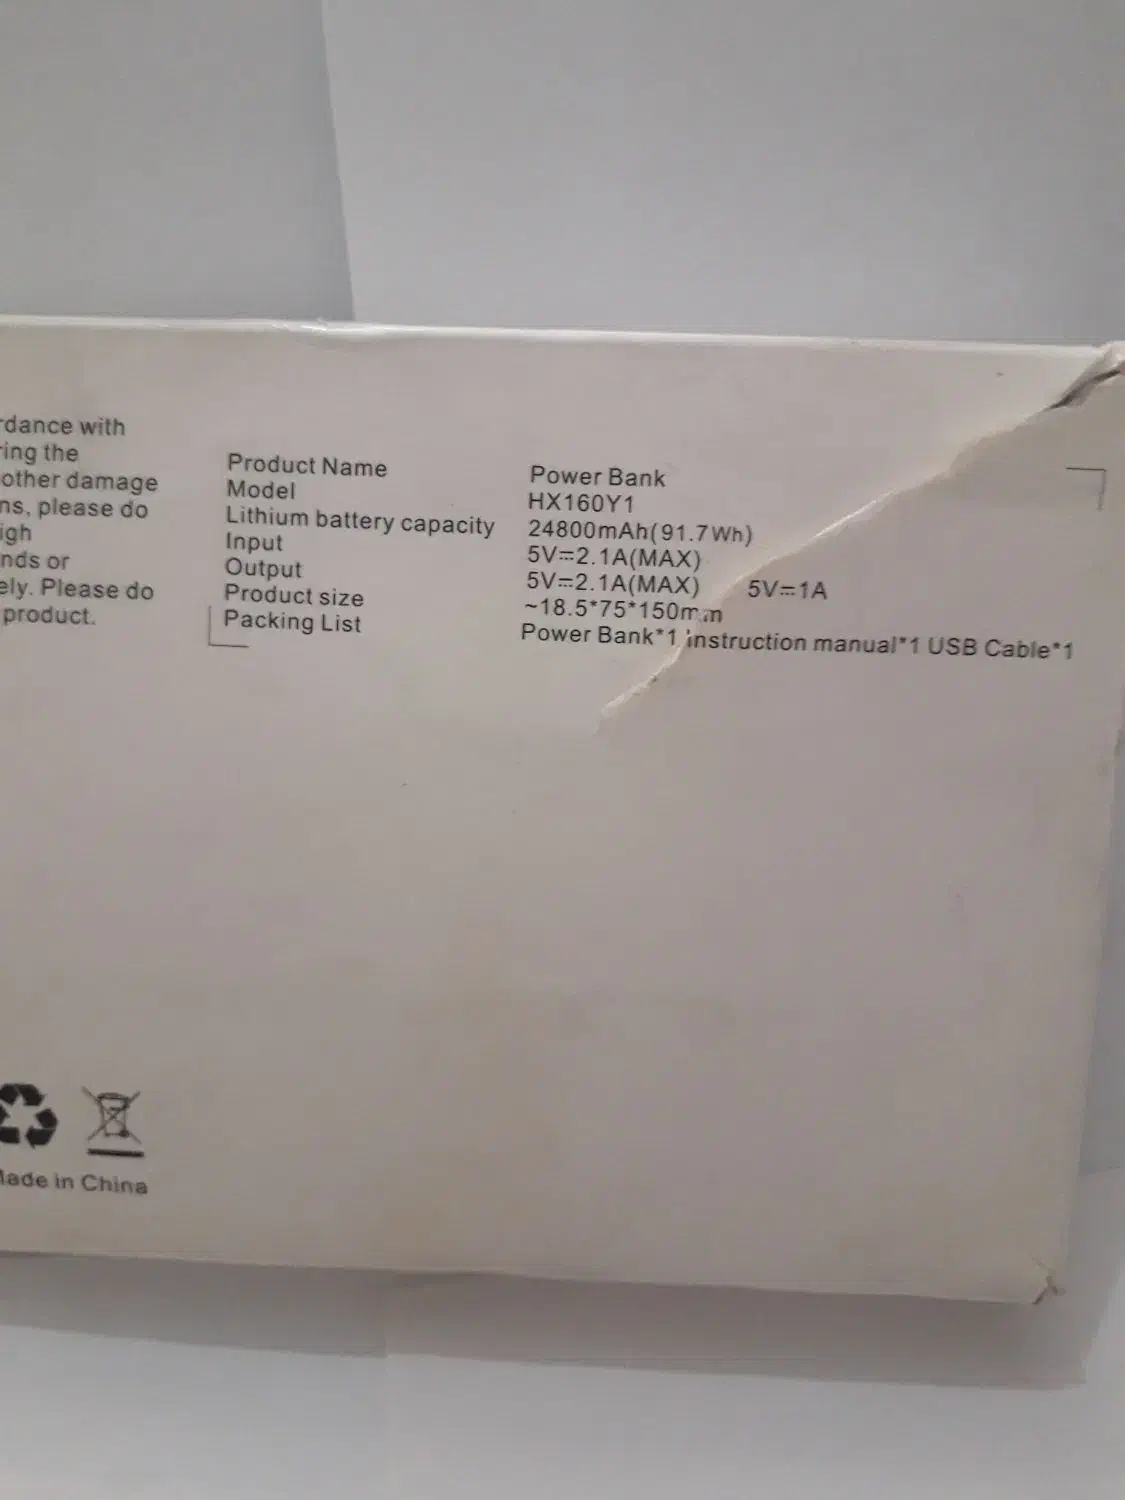 rdance with
ring the
other damage
ns, please do
igh
nds or
ely. Please do
product.
Product Name Power Bank
Model HX160Y1
Lithium battery capacity 24800mAh(91.7Wh)
Input 5V⎓2.1A(MAX)
Output 5V⎓2.1A(MAX) 5V⎓1A
Product size ~18.5*75*150mm
Packing List Power Bank*1 instruction manual*1 USB Cable*1
Made in China